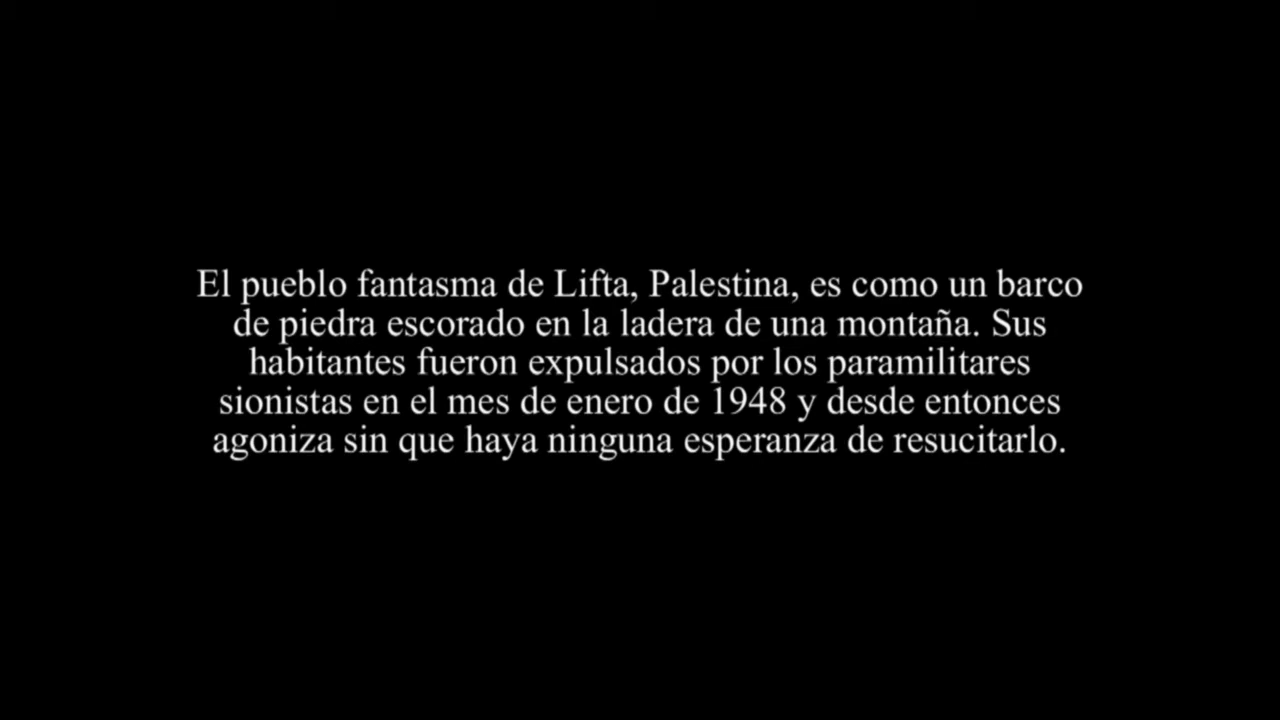 El pueblo fantasma de Lifta, Palestina, es como un barco
de piedra escorado en la ladera de una montaña. Sus
habitantes fueron expulsados por los paramilitares
sionistas en el mes de enero de 1948 y desde entonces
agoniza sin que haya ninguna esperanza de resucitarlo.